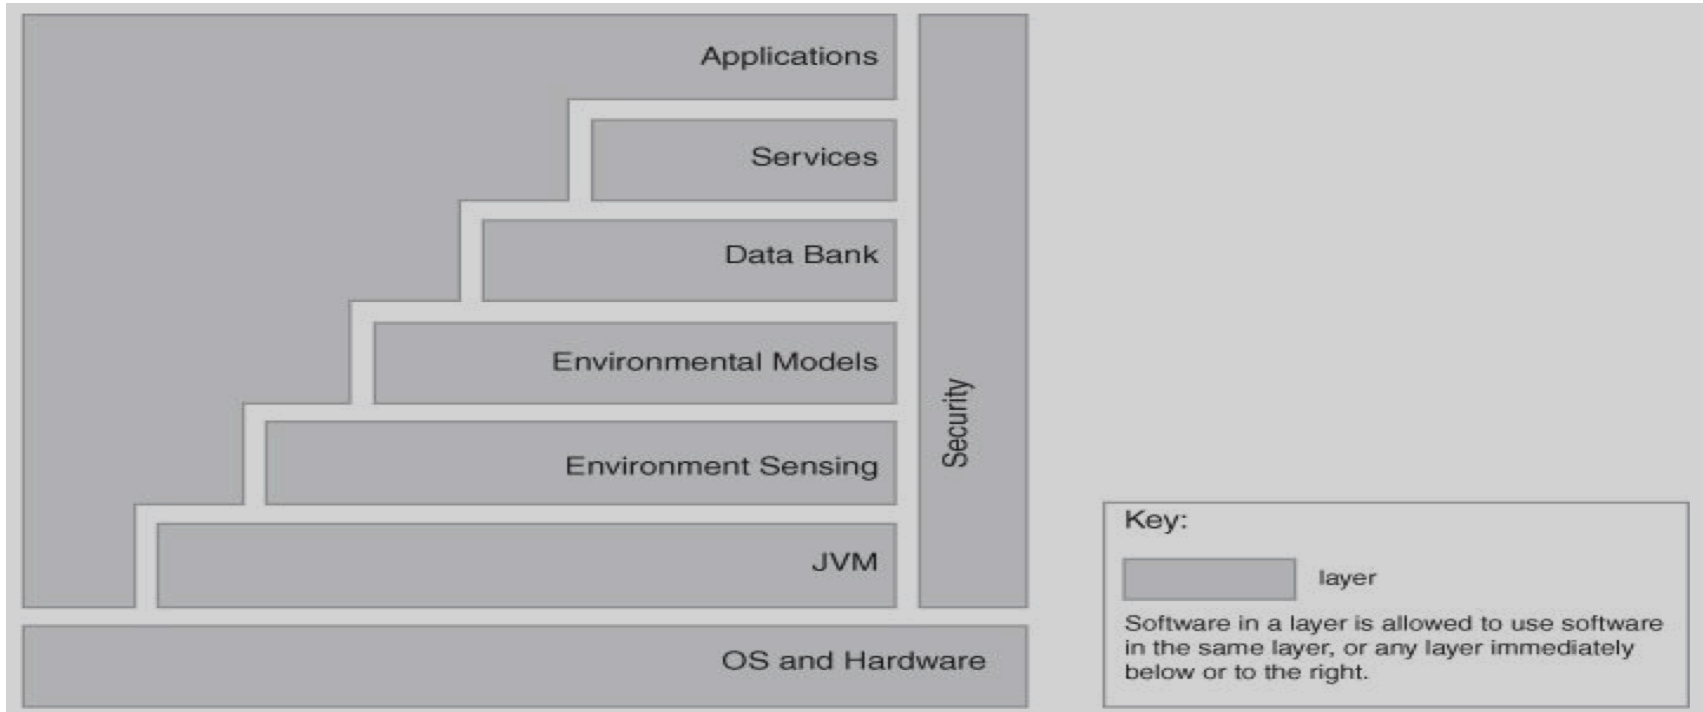 Applications
Services
Data Bank
Environmental Models
Environment Sensing
JVM
OS and Hardware
Security
Key:
layer
Software in a layer is allowed to use software
in the same layer, or any layer immediately
below or to the right.